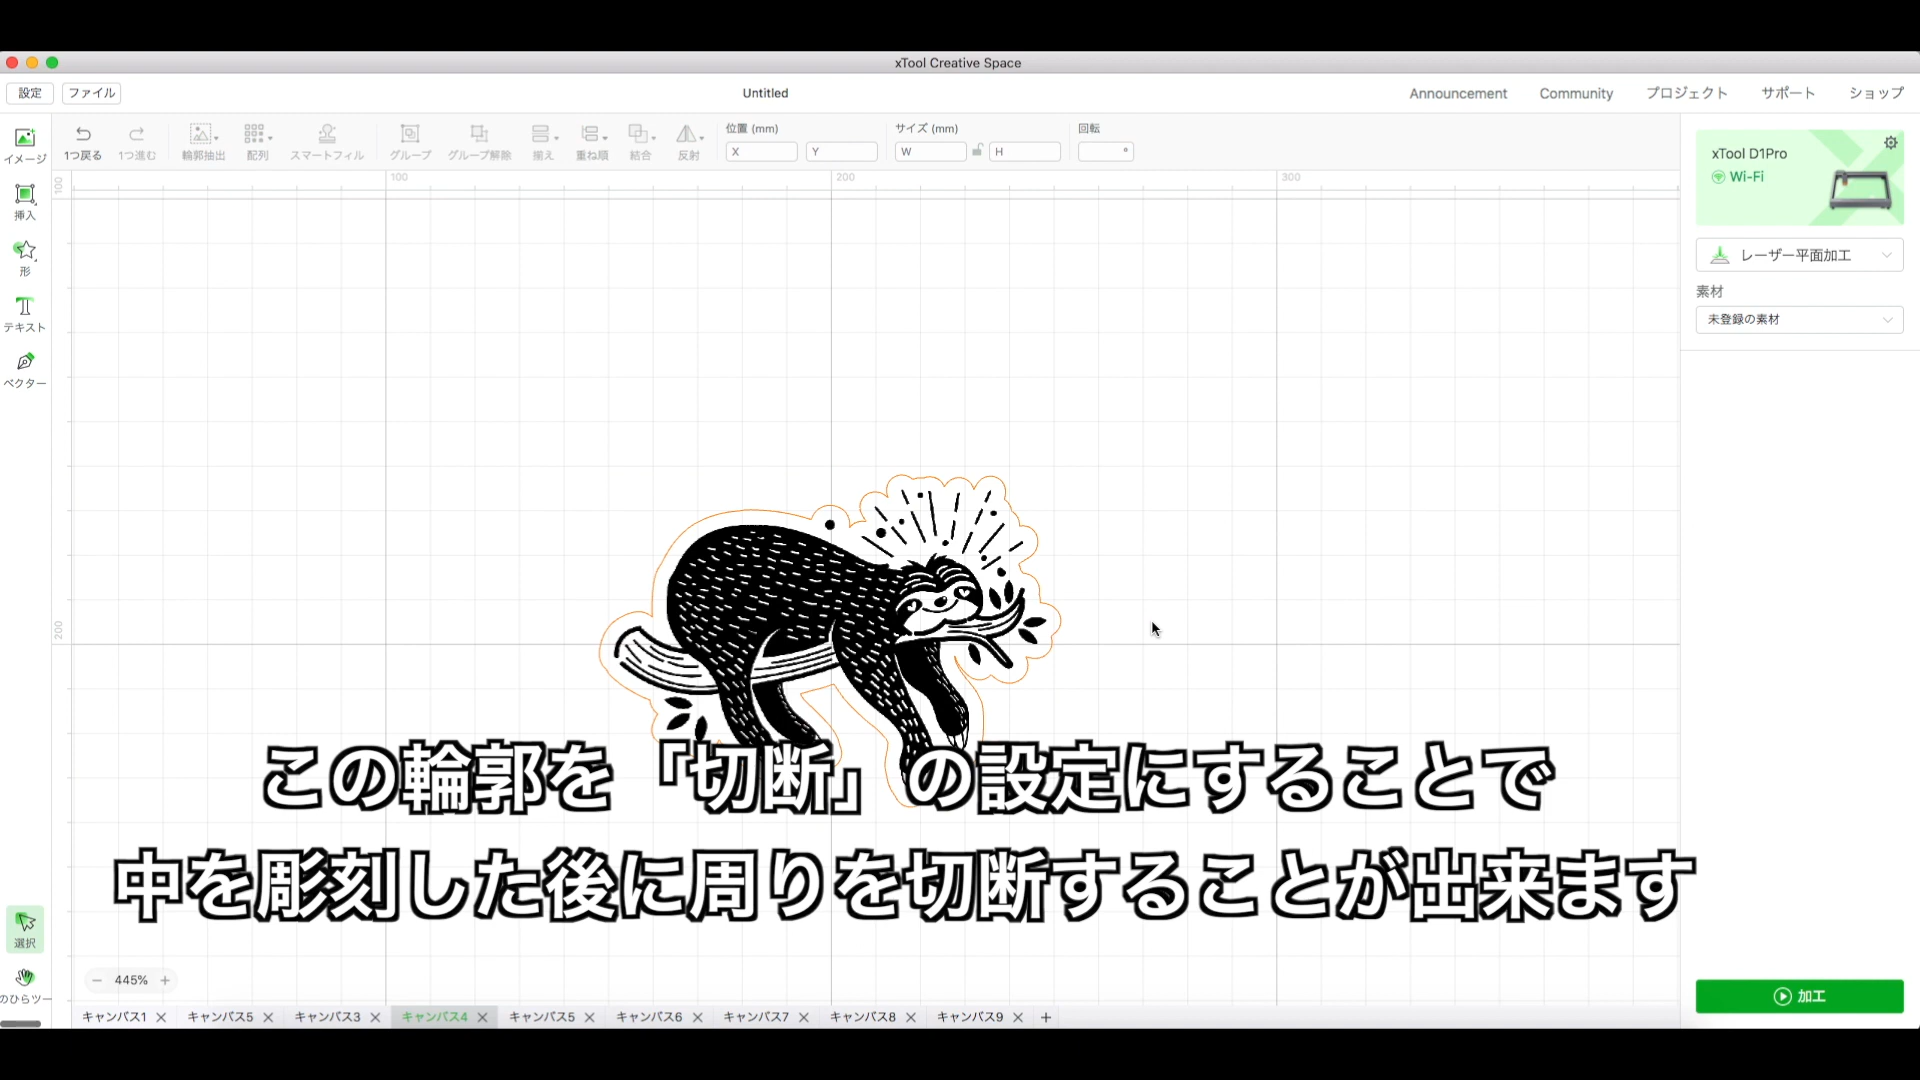 xTool Creative Space
設定
ファイル
Untitled
Announcement
Community
プロジェクト
サポート
ショップ
イメージ
挿入
形
テキスト
ベクター
1つ戻る
1つ進む
輪郭抽出
配列
スマートフィル
グループ
グループ解除
揃え
重ね順
結合
反射
位置 (mm)
X
Y
サイズ (mm)
W
H
回転
°
100
100
200
300
200
xTool D1Pro
Wi-Fi
レーザー平面加工
素材
未登録の素材
この輪郭を「切断」の設定にすることで
中を彫刻した後に周りを切断することが出来ます
選択
のひらツー
− 445% +
キャンバス1
キャンバス5
キャンバス3
キャンバス4
キャンバス5
キャンバス6
キャンバス7
キャンバス8
キャンバス9
+
加工